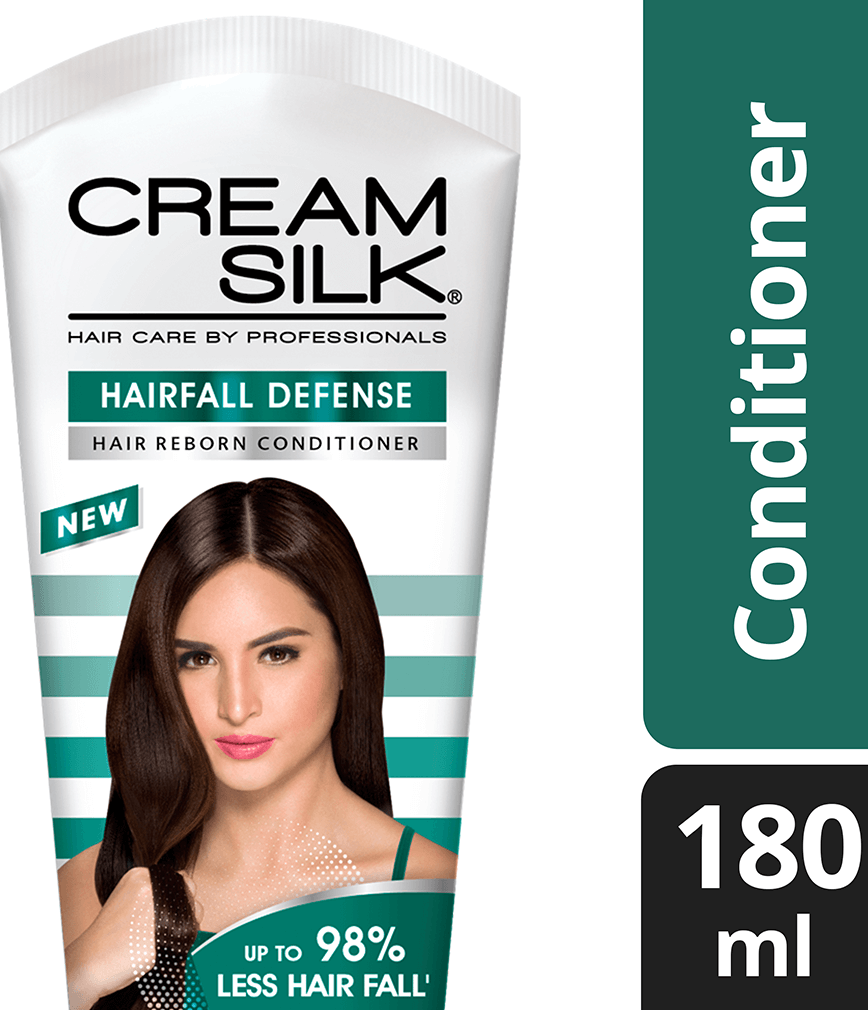 CREAM
SILK®
HAIR CARE BY PROFESSIONALS
HAIRFALL DEFENSE
HAIR REBORN CONDITIONER
NEW
UP TO 98%
LESS HAIR FALL¹
Conditioner
180
ml